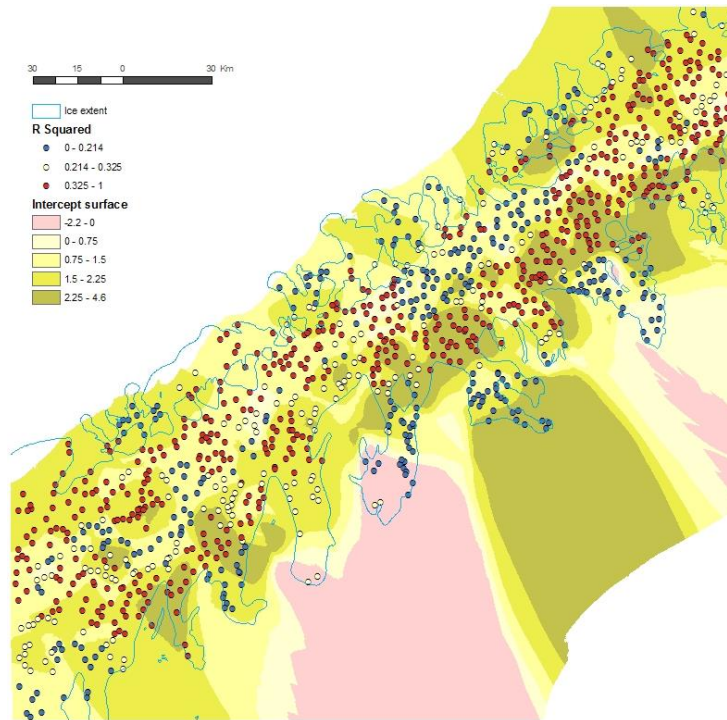 30 15 0 30 Km
Ice extent
R Squared
0 - 0.214
0.214 - 0.325
0.325 - 1
Intercept surface
-2.2 - 0
0 - 0.75
0.75 - 1.5
1.5 - 2.25
2.25 - 4.6